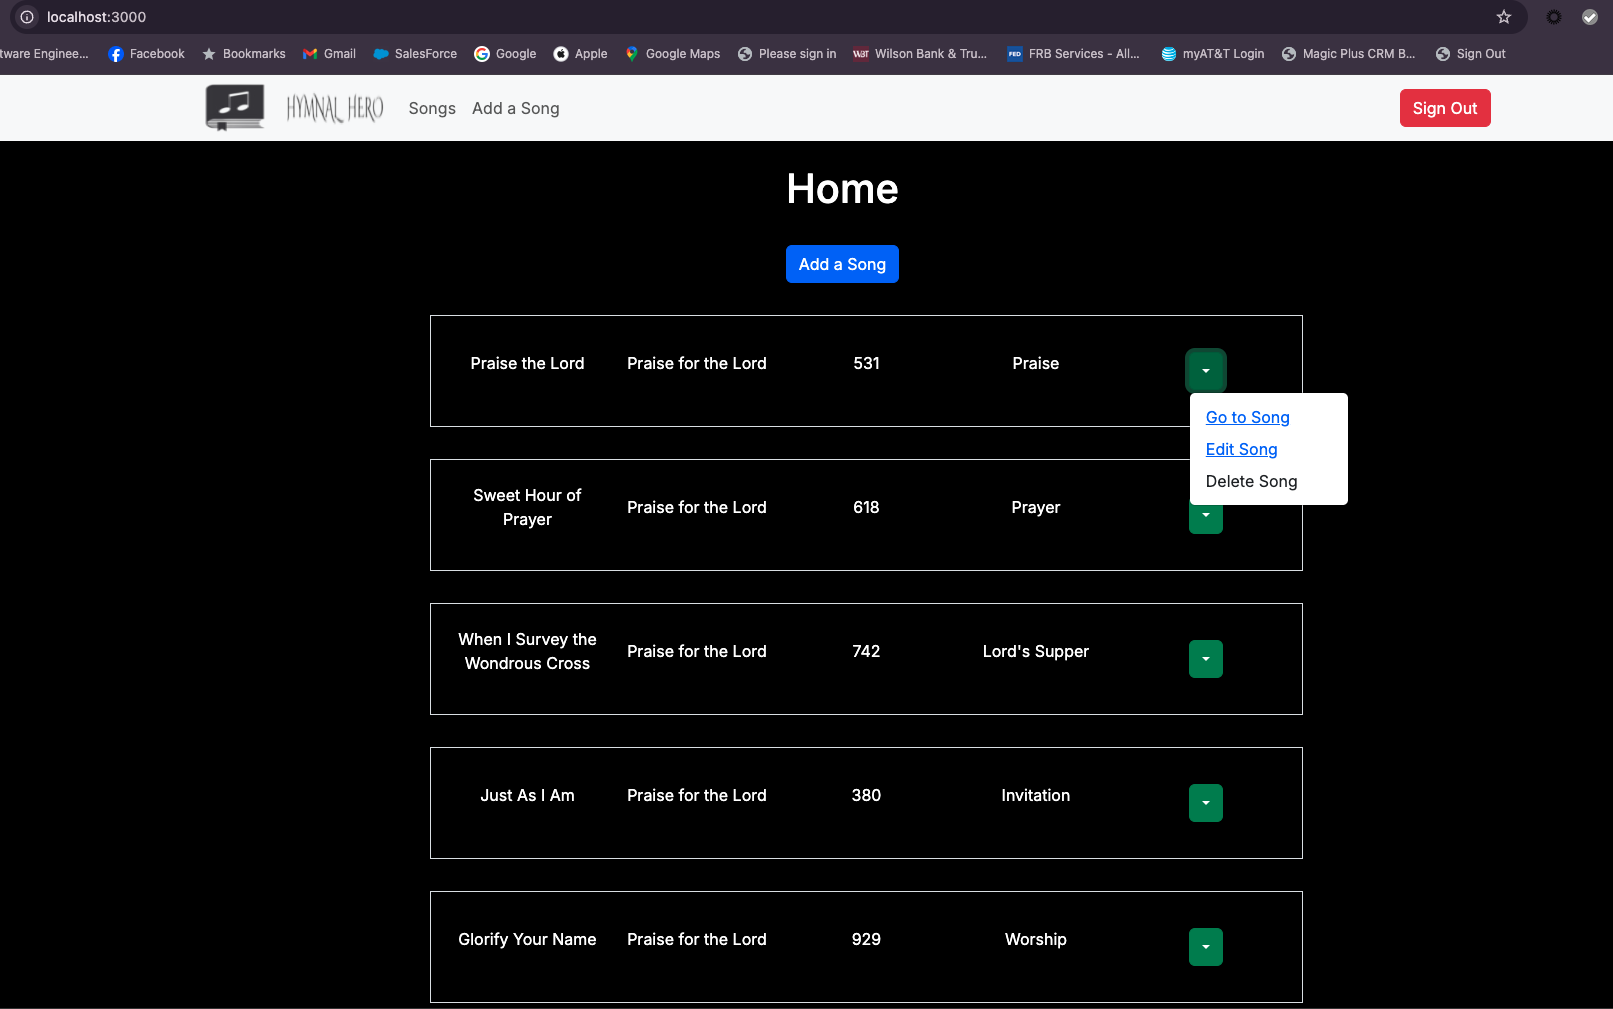 localhost:3000
tware Enginee... Facebook Bookmarks Gmail SalesForce Google Apple Google Maps Please sign in W&T Wilson Bank & Tru... FED FRB Services - All... myAT&T Login Magic Plus CRM B... Sign Out
HYMNAL HERO Songs Add a Song Sign Out
Home
Add a Song
Praise the Lord Praise for the Lord 531 Praise
Go to Song
Edit Song
Delete Song
Sweet Hour of
Prayer
Praise for the Lord 618 Prayer
When I Survey the
Wondrous Cross
Praise for the Lord 742 Lord's Supper
Just As I Am Praise for the Lord 380 Invitation
Glorify Your Name Praise for the Lord 929 Worship